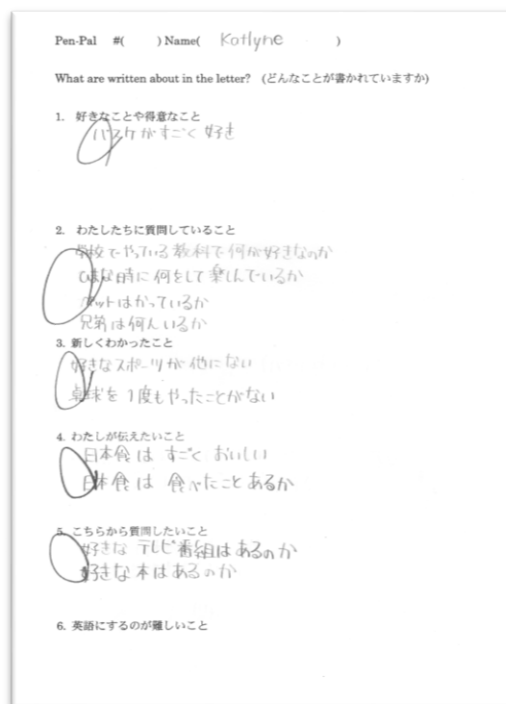 Pen-Pal #( ) Name( Katlyne )
What are written about in the letter? (どんなことが書かれていますか)
1. 好きなことや得意なこと
バスケがすごく好き
2. わたしたちに質問していること
学校でやっている教科で何が好きなのか
ひまな時に何をして楽しんでいるか
ペットはかっているか
兄弟は何人いるか
3. 新しくわかったこと
好きなスポーツが他にない
卓球を1度もやったことがない
4. わたしが伝えたいこと
日本食はすごくおいしい
日本食は食べたことあるか
5. こちらから質問したいこと
好きなテレビ番組はあるのか
好きな本はあるのか
6. 英語にするのが難しいこと